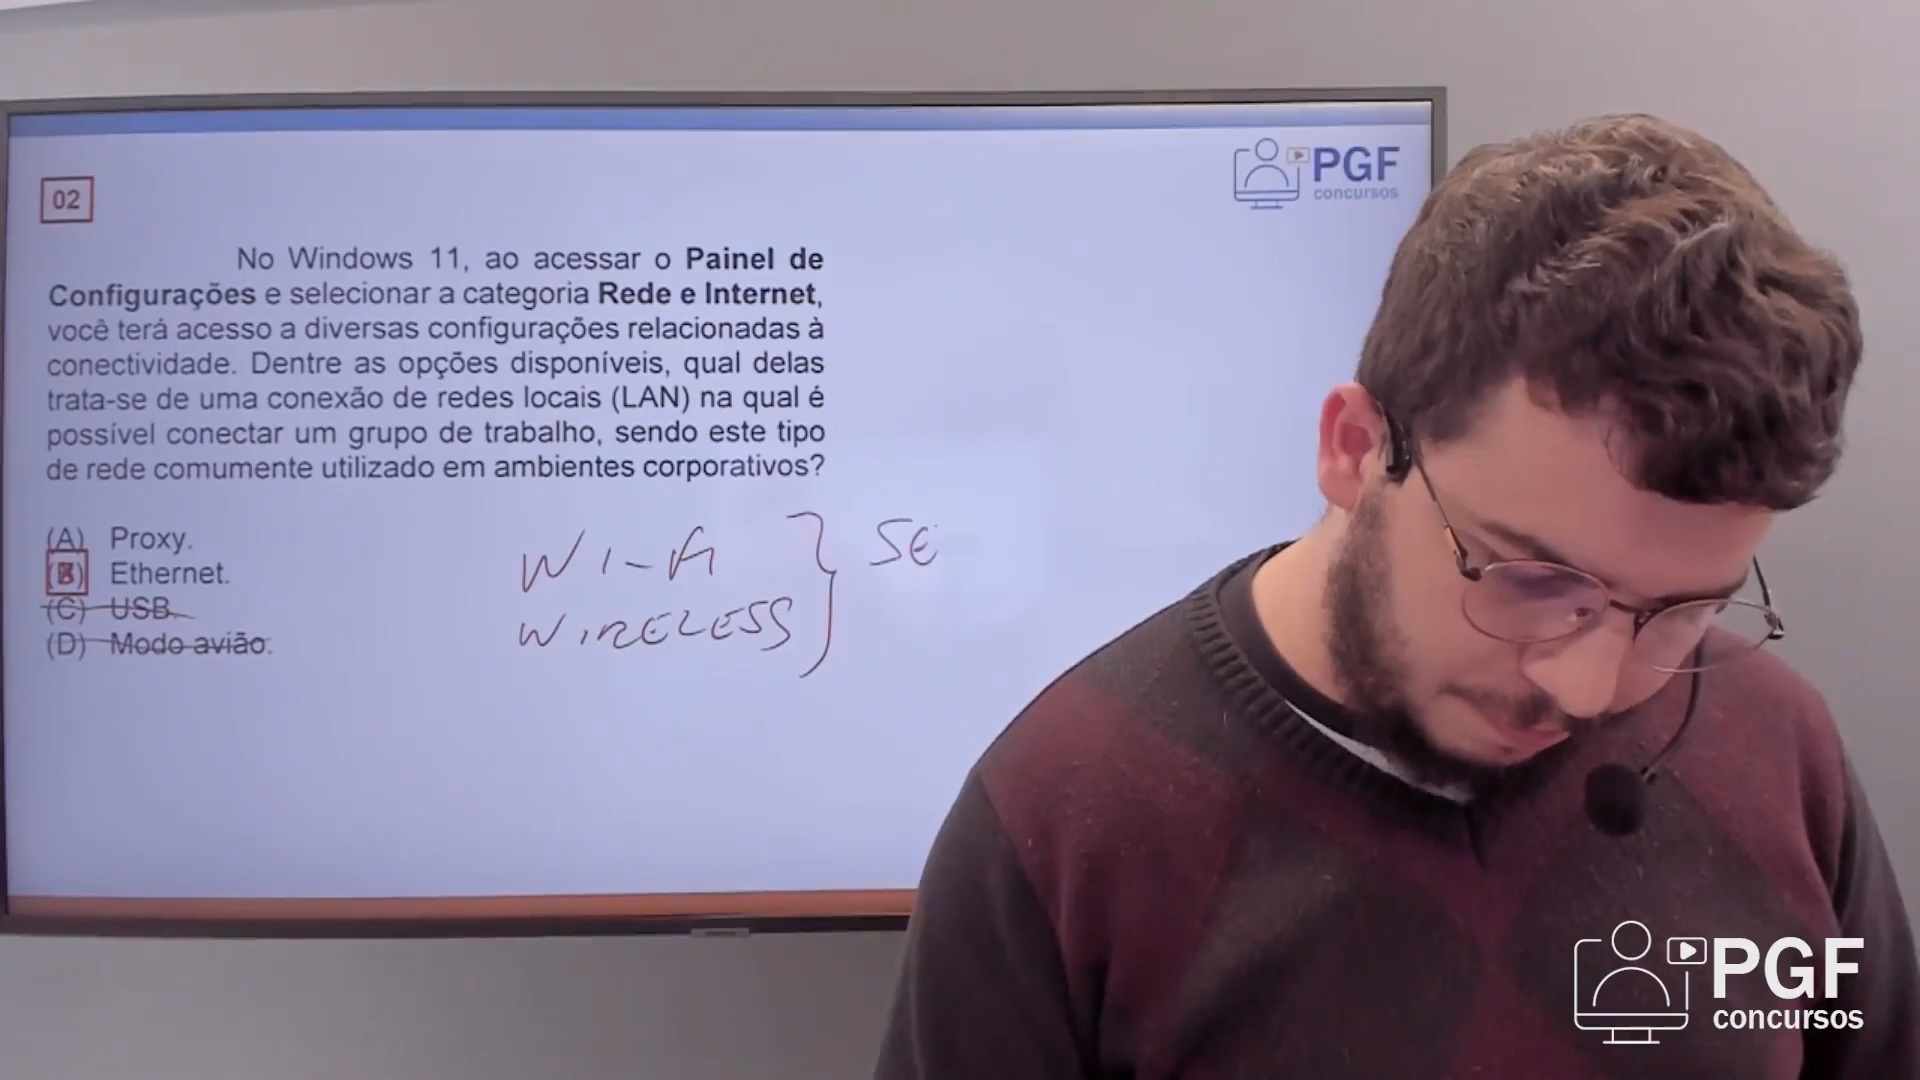 PGF
concursos
02
No Windows 11, ao acessar o Painel de
Configurações e selecionar a categoria Rede e Internet,
você terá acesso a diversas configurações relacionadas à
conectividade. Dentre as opções disponíveis, qual delas
trata-se de uma conexão de redes locais (LAN) na qual é
possível conectar um grupo de trabalho, sendo este tipo
de rede comumente utilizado em ambientes corporativos?
(A) Proxy.
(B) Ethernet.
(C) USB.
(D) Modo avião.
WI-FI
WIRELESS
SE
PGF
concursos